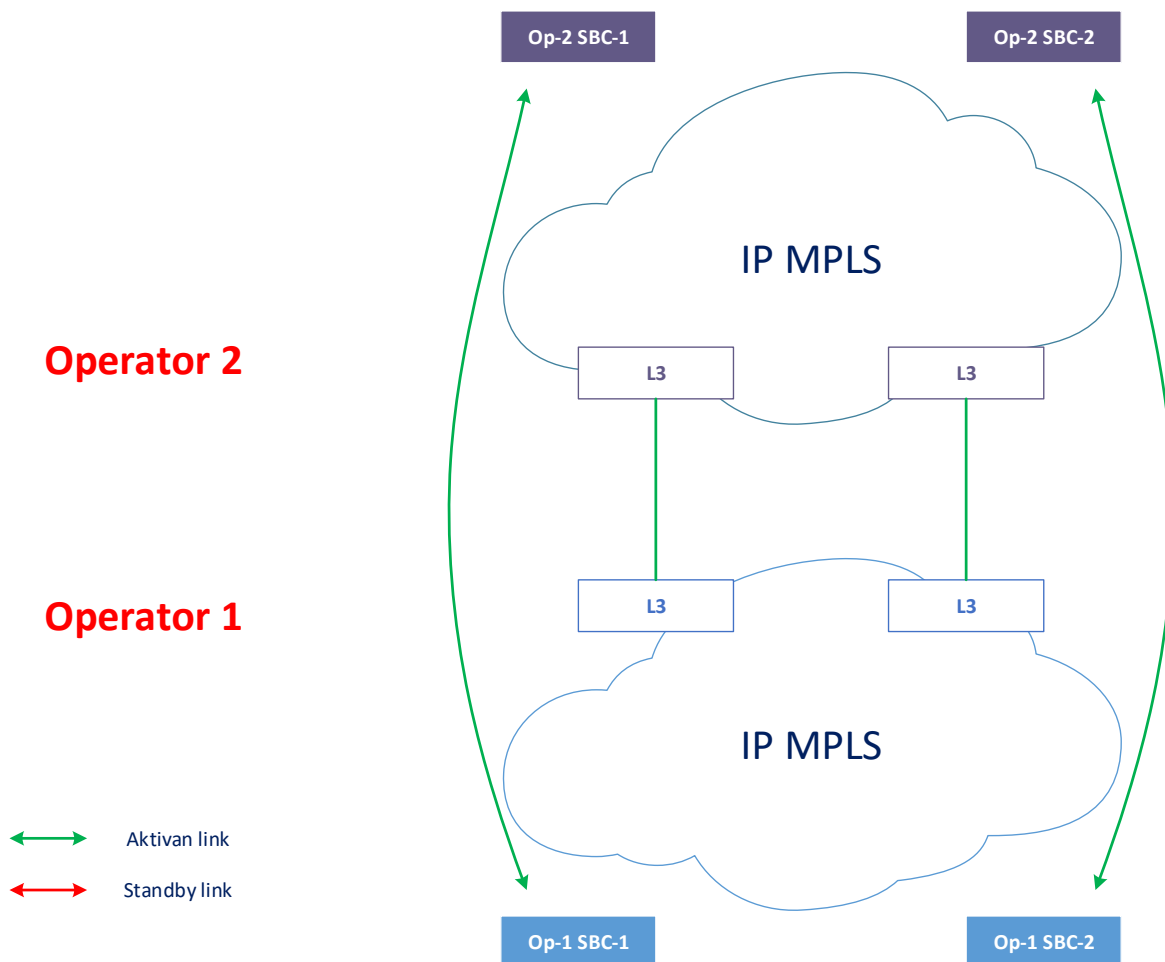 Op-2 SBC-1
Op-2 SBC-2
IP MPLS
Operator 2
L3
L3
Operator 1
L3
L3
IP MPLS
Aktivan link
Standby link
Op-1 SBC-1
Op-1 SBC-2